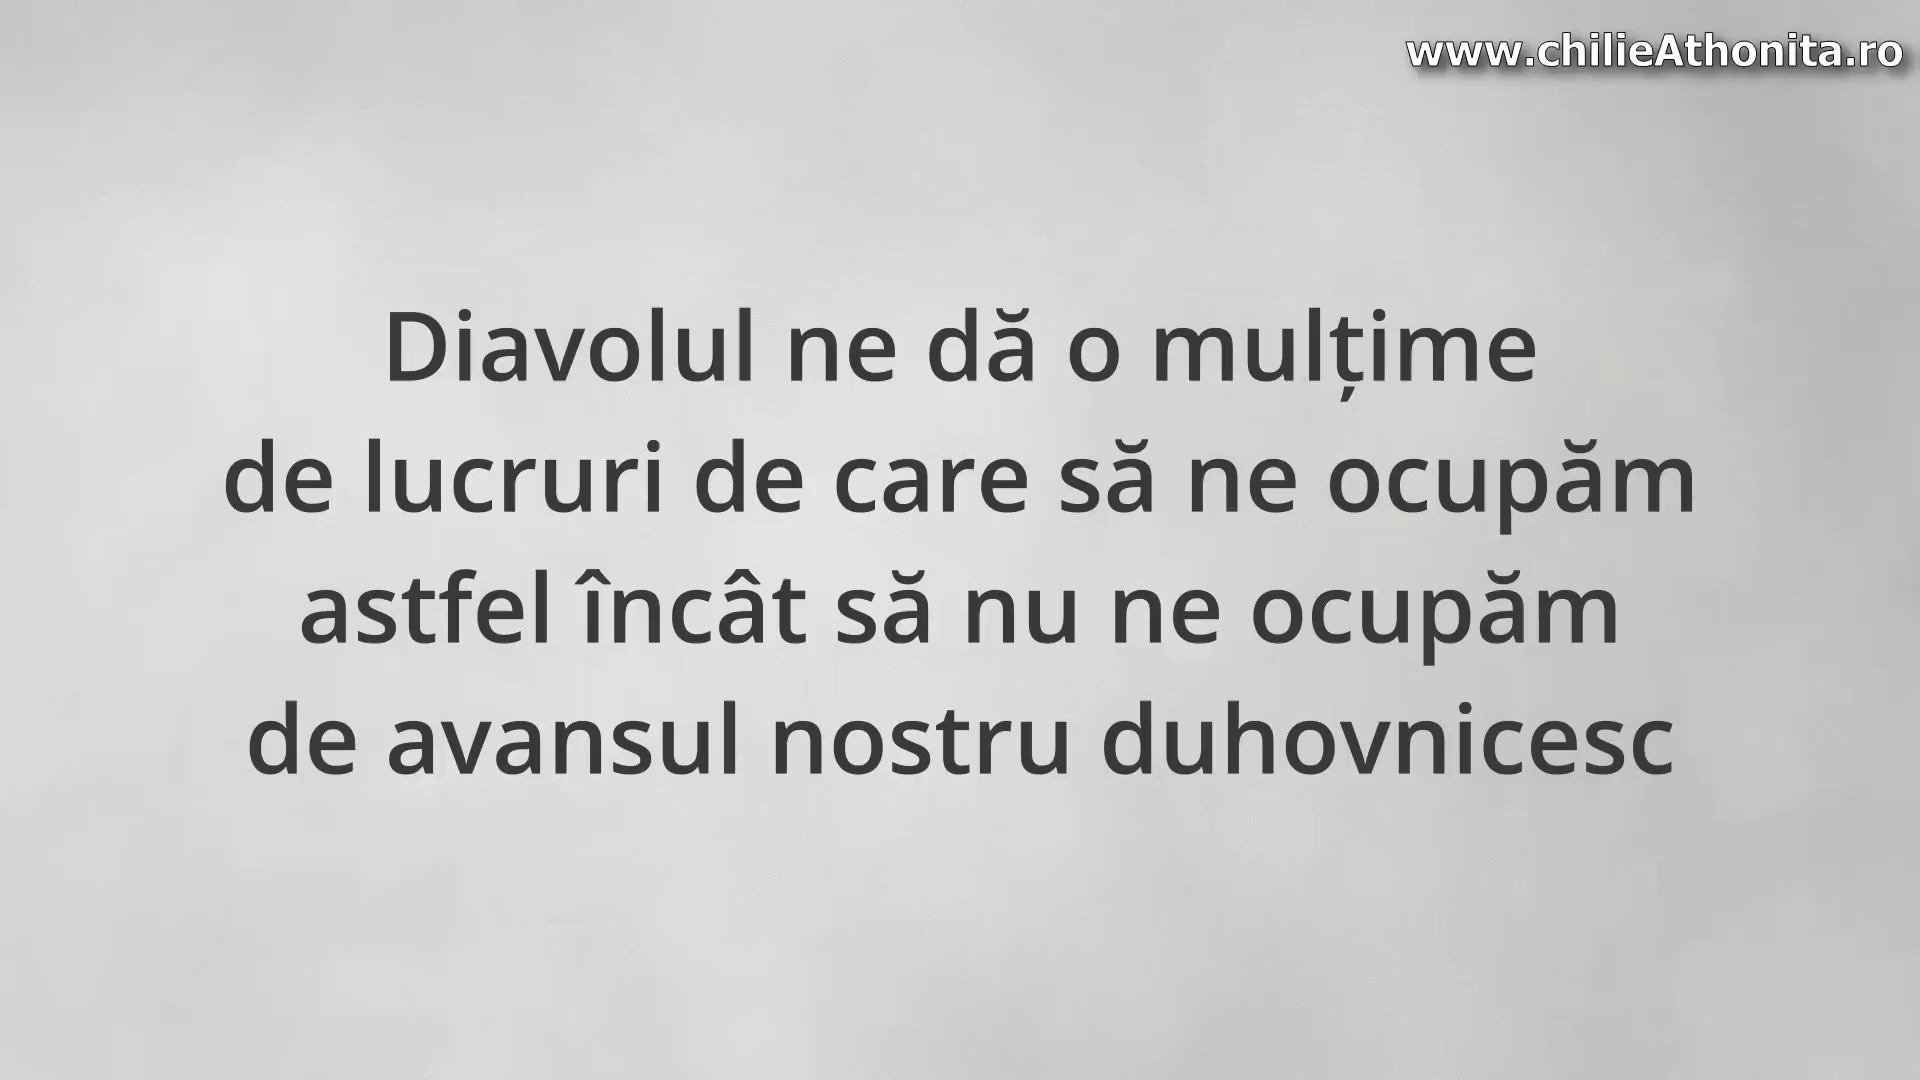 www.chilieAthonita.ro
Diavolul ne dă o mulțime
de lucruri de care să ne ocupăm
astfel încât să nu ne ocupăm
de avansul nostru duhovnicesc